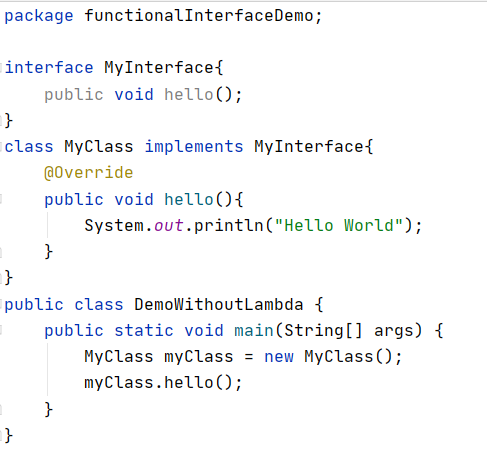 package functionalInterfaceDemo;
interface MyInterface{
    public void hello();
}
class MyClass implements MyInterface{
    @Override
    public void hello(){
        System.out.println("Hello World");
    }
}
public class DemoWithoutLambda {
    public static void main(String[] args) {
        MyClass myClass = new MyClass();
        myClass.hello();
    }
}